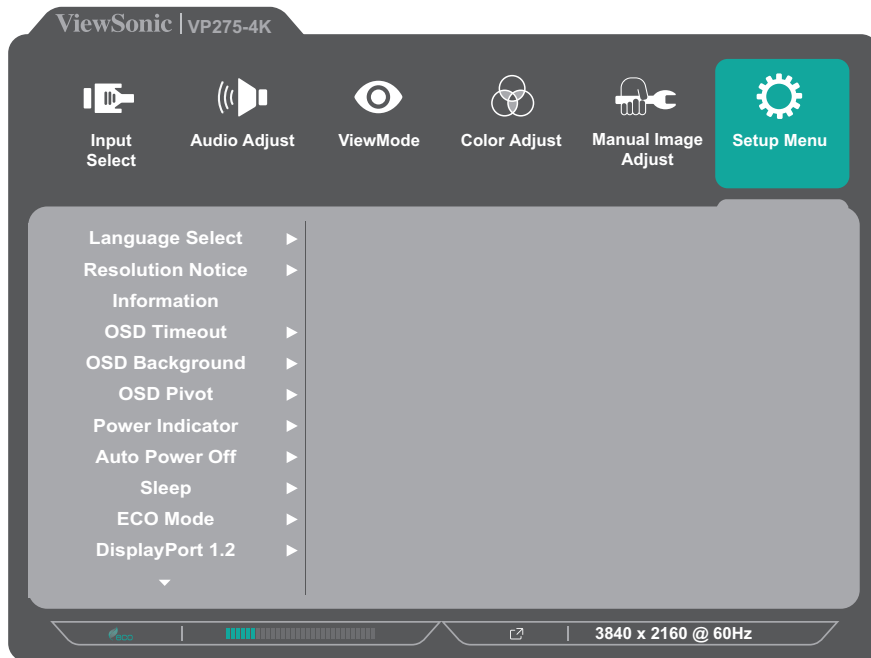 ViewSonic | VP275-4K
Input
Select
Audio Adjust
ViewMode
Color Adjust
Manual Image
Adjust
Setup Menu
Language Select
Resolution Notice
Information
OSD Timeout
OSD Background
OSD Pivot
Power Indicator
Auto Power Off
Sleep
ECO Mode
DisplayPort 1.2
eco
3840 x 2160 @ 60Hz